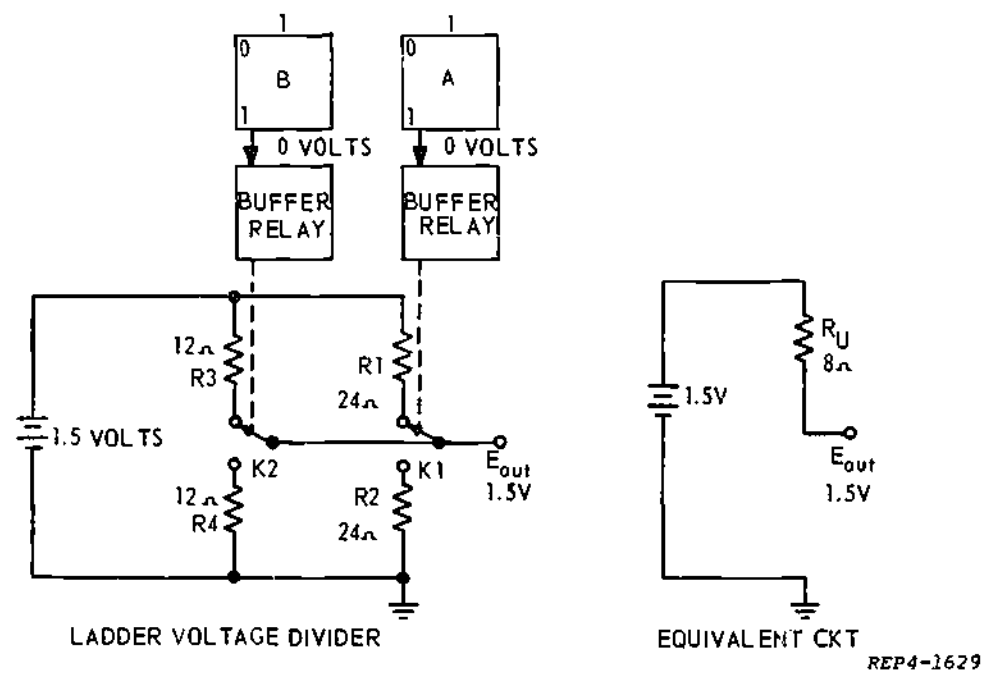 1
0
B
1
0 VOLTS
BUFFER
RELAY
1
0
A
1
0 VOLTS
BUFFER
RELAY
12Ω
R3
R1
24Ω
1.5 VOLTS
K2
K1
Eout
1.5V
12Ω
R4
R2
24Ω
LADDER VOLTAGE DIVIDER
RU
8Ω
1.5V
Eout
1.5V
EQUIVALENT CKT
REP4-1629